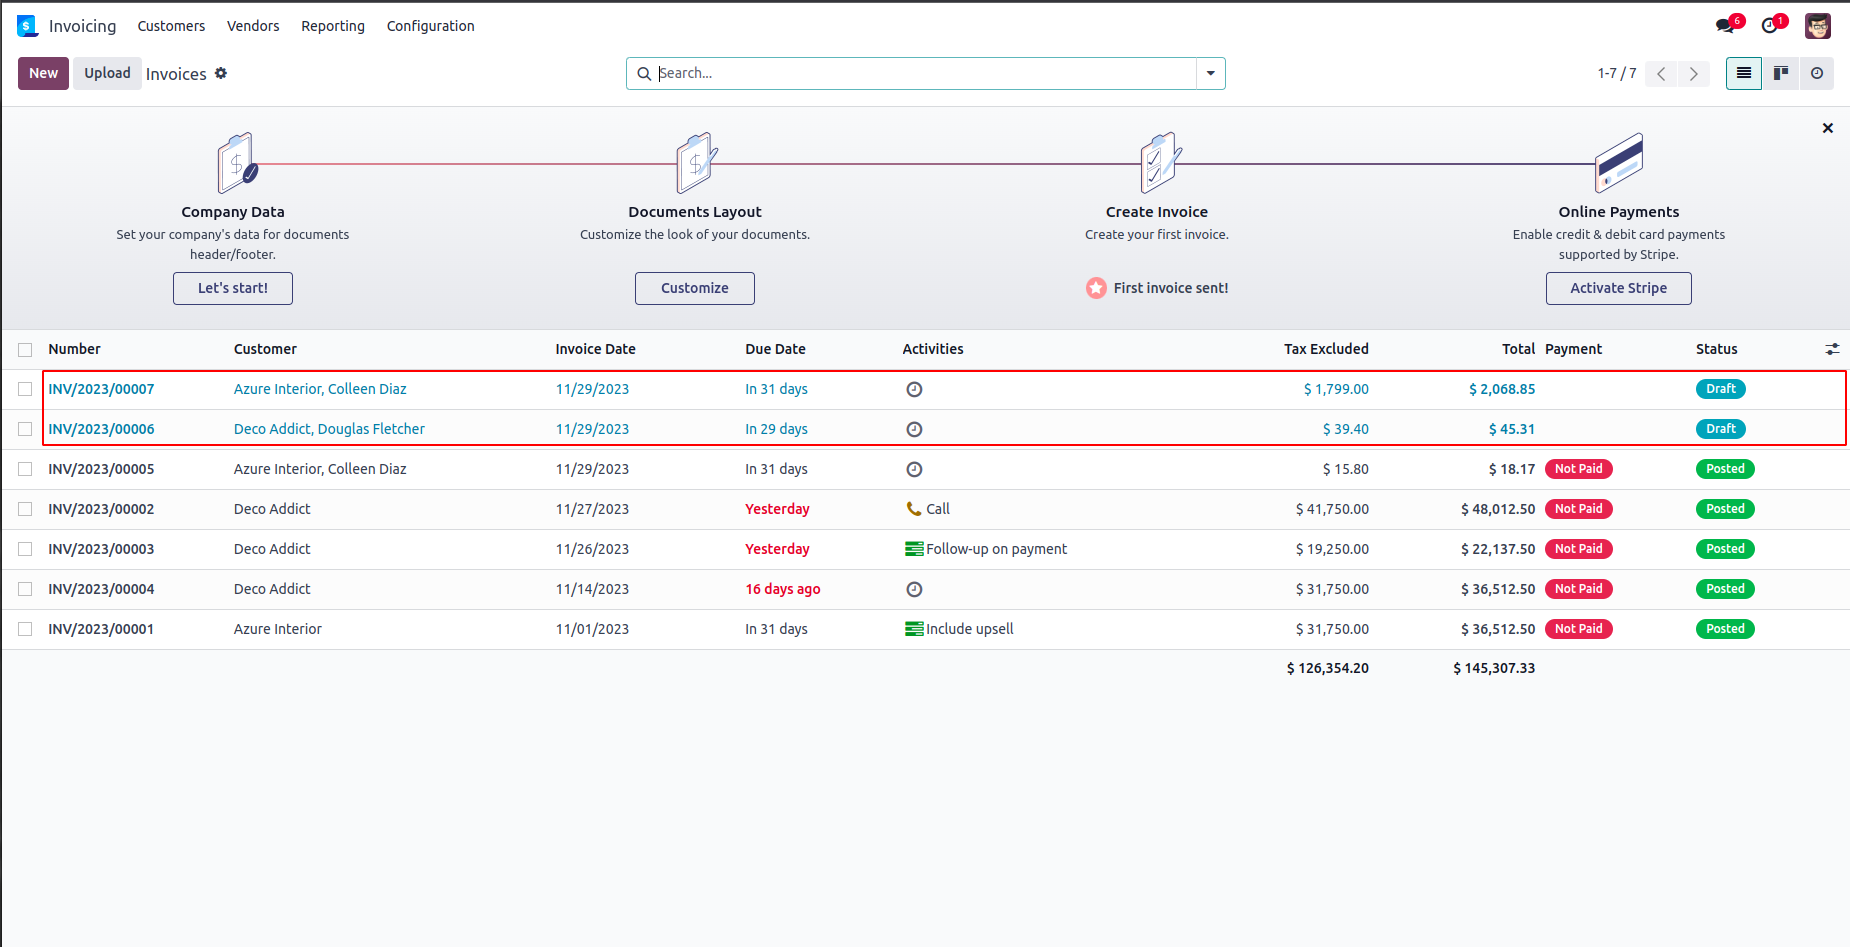 Invoicing Customers Vendors Reporting Configuration 6 1
New Upload Invoices Search... 1-7 / 7
Company Data
Set your company's data for documents
header/footer.
Let's start!
Documents Layout
Customize the look of your documents.
Customize
Create Invoice
Create your first invoice.
First invoice sent!
Online Payments
Enable credit & debit card payments
supported by Stripe.
Activate Stripe
Number Customer Invoice Date Due Date Activities Tax Excluded Total Payment Status
INV/2023/00007 Azure Interior, Colleen Diaz 11/29/2023 In 31 days $ 1,799.00 $ 2,068.85 Draft
INV/2023/00006 Deco Addict, Douglas Fletcher 11/29/2023 In 29 days $ 39.40 $ 45.31 Draft
INV/2023/00005 Azure Interior, Colleen Diaz 11/29/2023 In 31 days $ 15.80 $ 18.17 Not Paid Posted
INV/2023/00002 Deco Addict 11/27/2023 Yesterday Call $ 41,750.00 $ 48,012.50 Not Paid Posted
INV/2023/00003 Deco Addict 11/26/2023 Yesterday Follow-up on payment $ 19,250.00 $ 22,137.50 Not Paid Posted
INV/2023/00004 Deco Addict 11/14/2023 16 days ago $ 31,750.00 $ 36,512.50 Not Paid Posted
INV/2023/00001 Azure Interior 11/01/2023 In 31 days Include upsell $ 31,750.00 $ 36,512.50 Not Paid Posted
$ 126,354.20 $ 145,307.33